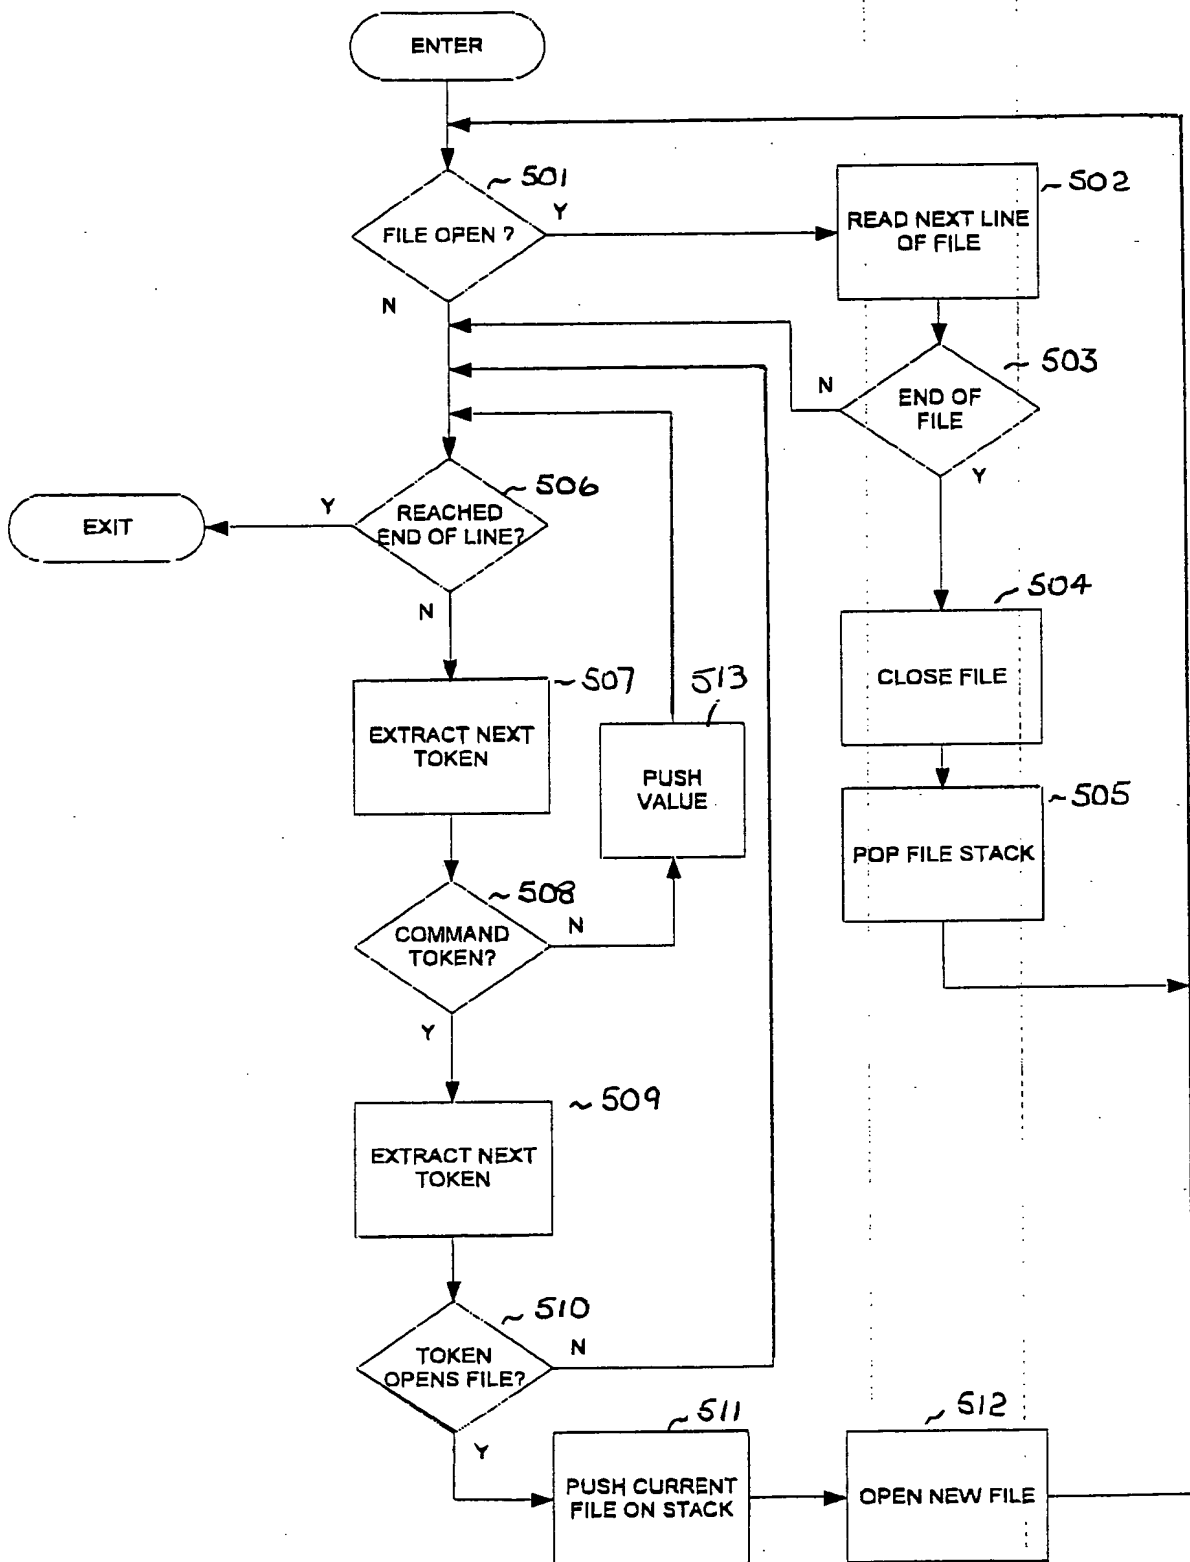 ENTER
501
FILE OPEN ?
Y
N
502
READ NEXT LINE
OF FILE
503
END OF
FILE
N
Y
506
REACHED
END OF LINE?
Y
N
EXIT
504
CLOSE FILE
507
EXTRACT NEXT
TOKEN
513
PUSH
VALUE
505
POP FILE STACK
508
COMMAND
TOKEN?
N
Y
509
EXTRACT NEXT
TOKEN
510
TOKEN
OPENS FILE?
N
Y
511
PUSH CURRENT
FILE ON STACK
512
OPEN NEW FILE